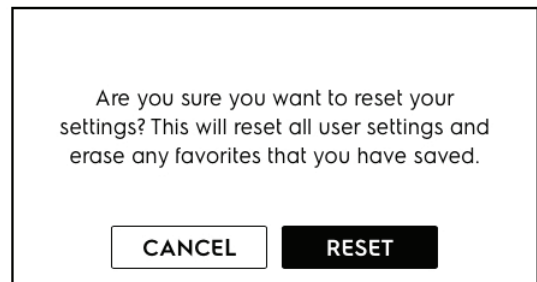 Are you sure you want to reset your
settings? This will reset all user settings and
erase any favorites that you have saved.
CANCEL RESET